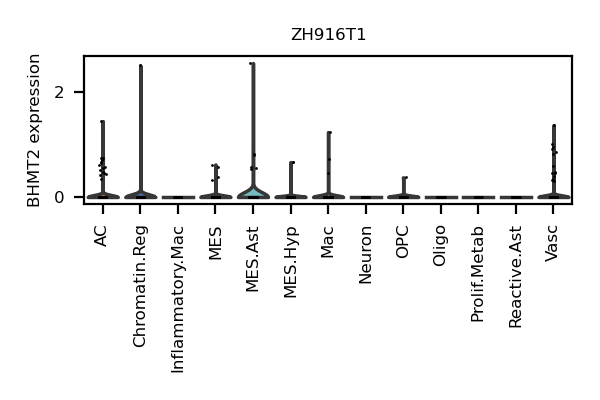 ZH916T1
BHMT2 expression
2
0
AC
Chromatin.Reg
Inflammatory.Mac
MES
MES.Ast
MES.Hyp
Mac
Neuron
OPC
Oligo
Prolif.Metab
Reactive.Ast
Vasc